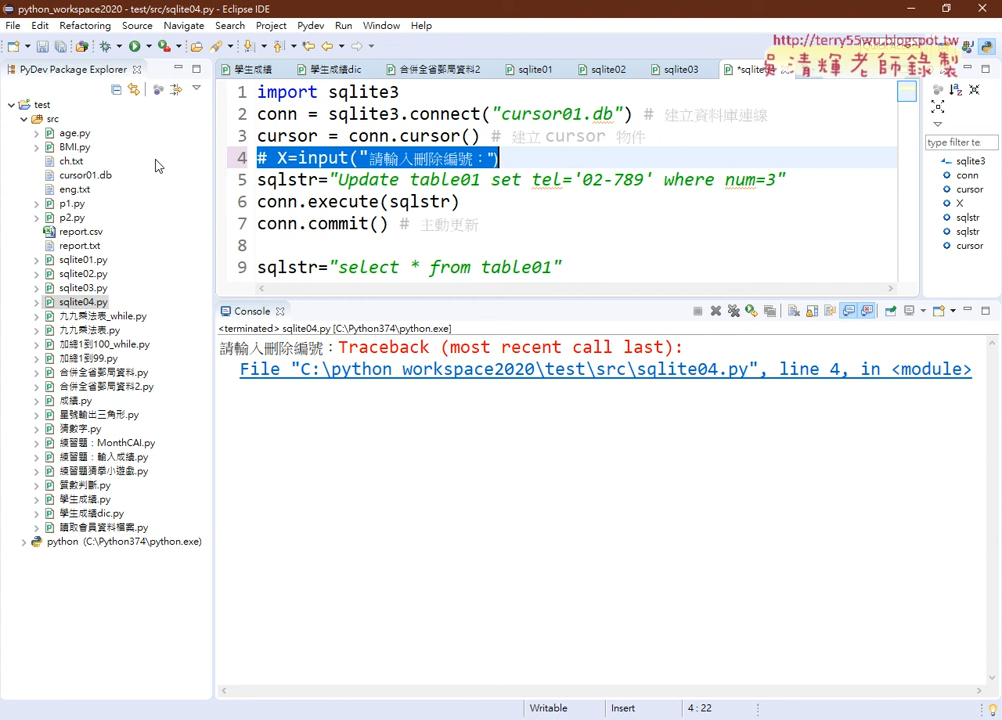 python_workspace2020 - test/src/sqlite04.py - Eclipse IDE
File Edit Refactoring Source Navigate Search Project Pydev Run Window Help
http://terry55wu.blogspot.tw
吳清輝老師錄製
PyDev Package Explorer
學生成績 學生成績dic 合併全省郵局資料2 sqlite01 sqlite02 sqlite03
test
src
age.py
BMI.py
ch.txt
cursor01.db
eng.txt
p1.py
p2.py
report.csv
report.txt
sqlite01.py
sqlite02.py
sqlite03.py
sqlite04.py
九九乘法表_while.py
九九乘法表.py
加總1到100_while.py
加總1到99.py
合併全省郵局資料.py
合併全省郵局資料2.py
成績.py
星號輸出三角形.py
猜數字.py
練習題：MonthCAI.py
練習題：輸入成績.py
練習題猜拳小遊戲.py
質數判斷.py
學生成績.py
學生成績dic.py
讀取會員資料檔案.py
python (C:\Python374\python.exe)
1 import sqlite3
2 conn = sqlite3.connect("cursor01.db") # 建立資料庫連線
3 cursor = conn.cursor() # 建立 cursor 物件
4 # X=input("請輸入刪除編號：")
5 sqlstr="Update table01 set tel='02-789' where num=3"
6 conn.execute(sqlstr)
7 conn.commit() # 主動更新
8
9 sqlstr="select * from table01"
type filter te
sqlite3
conn
cursor
X
sqlstr
sqlstr
cursor
Console
<terminated> sqlite04.py [C:\Python374\python.exe]
請輸入刪除編號：Traceback (most recent call last):
File "C:\python_workspace2020\test\src\sqlite04.py", line 4, in <module>
Writable Insert 4 : 22